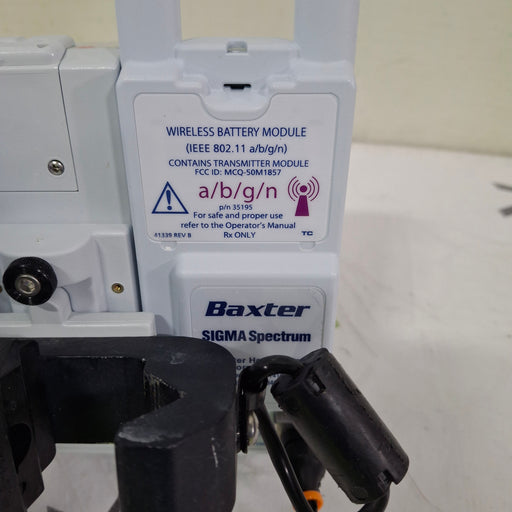 WIRELESS BATTERY MODULE
(IEEE 802.11 a/b/g/n)
CONTAINS TRANSMITTER MODULE
FCC ID: MCQ-50M1857
a/b/g/n
p/n 35195
For safe and proper use
refer to the Operator's Manual
41339 REV B Rx ONLY TC
Baxter
SIGMA Spectrum